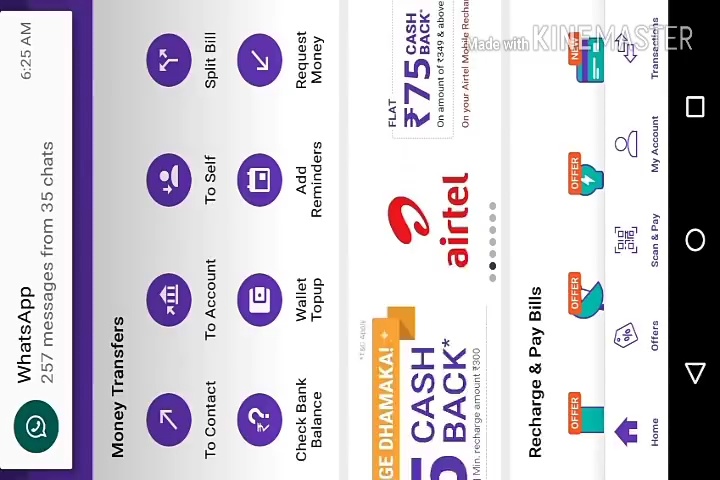 WhatsApp
6:25 AM
257 messages from 35 chats
Money Transfers
To Contact
To Account
To Self
Split Bill
₹?
Check Bank
Balance
Wallet
Topup
Add
Reminders
Request
Money
*T&C Apply
GE DHAMAKA!
5 CASH
BACK*
Min. recharge amount ₹300
airtel
FLAT
₹75 CASH
BACK*
On amount of ₹349 & above
On your Airtel Mobile Rechar
Recharge & Pay Bills
OFFER
OFFER
OFFER
NEW
Home
Offers
Scan & Pay
My Account
Transactions
Made with KINEMASTER